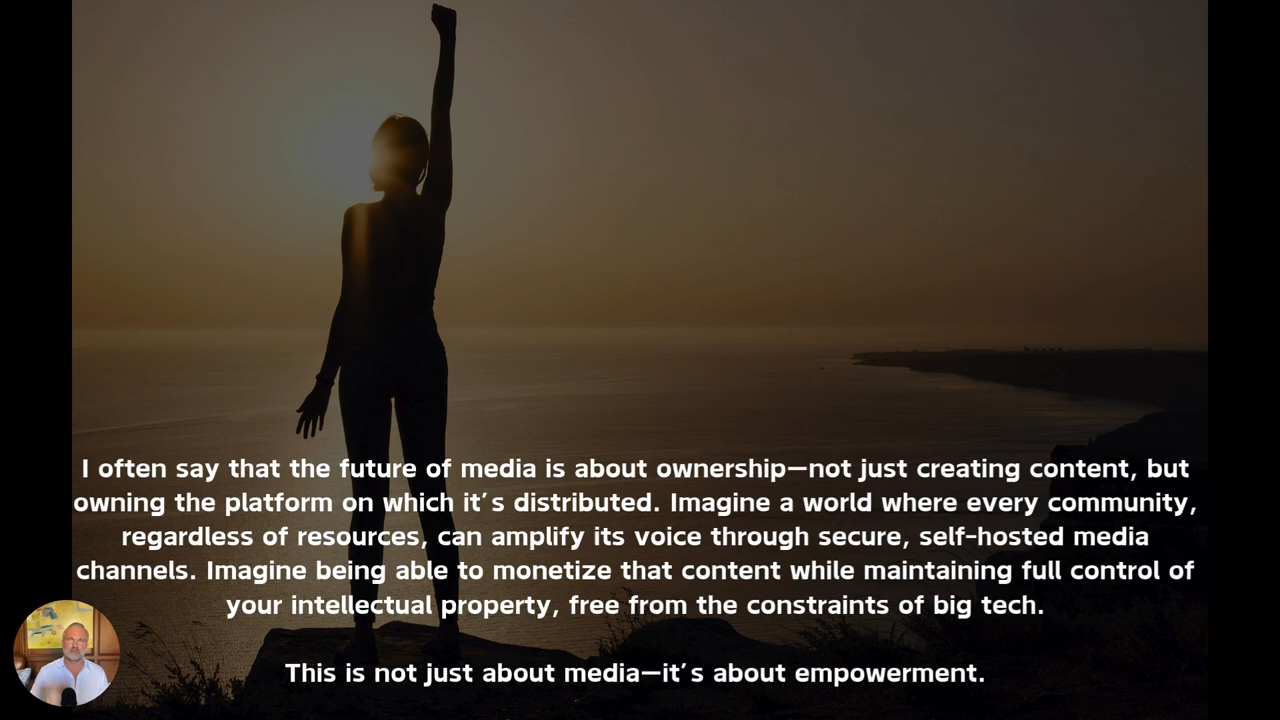 I often say that the future of media is about ownership—not just creating content, but
owning the platform on which it's distributed. Imagine a world where every community,
regardless of resources, can amplify its voice through secure, self-hosted media
channels. Imagine being able to monetize that content while maintaining full control of
your intellectual property, free from the constraints of big tech.
This is not just about media—it's about empowerment.